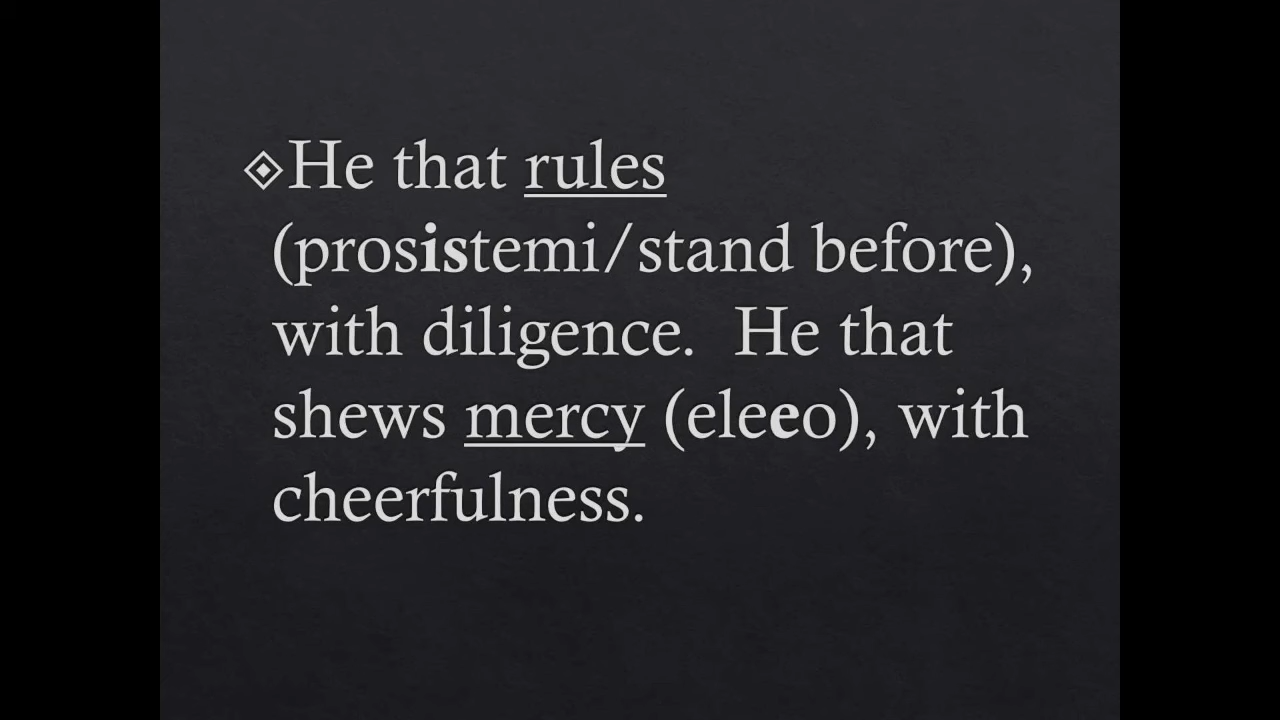 He that rules
(prosistemi/stand before),
with diligence.  He that
shews mercy (eleeo), with
cheerfulness.